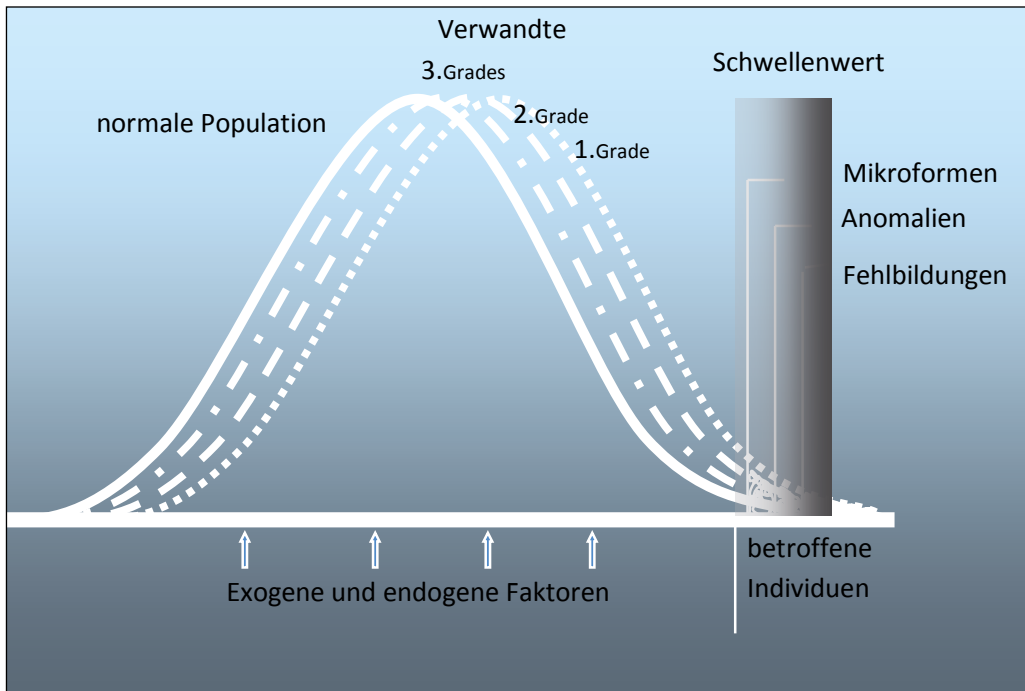 Verwandte
3.Grades
Schwellenwert
normale Population
2.Grade
1.Grade
Mikroformen
Anomalien
Fehlbildungen
betroffene
Individuen
Exogene und endogene Faktoren